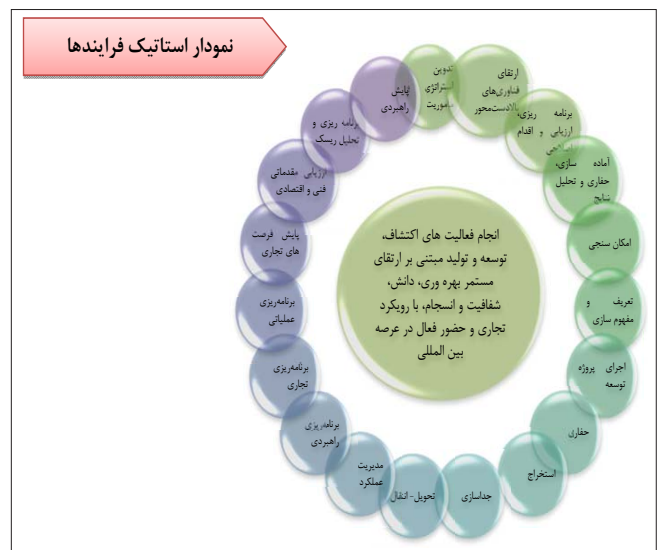 نمودار استاتیک فرایندها
تدوین
استراتژی
ماموریت
ارتقای
فناوری‌های
بالادست‌محور
برنامه ریزی،
ارزیابی و اقدام
آماده سازی،
حفاری و تحلیل
نتایج
امکان سنجی
تعریف و
مفهوم سازی
اجرای پروژه
توسعه
حفاری
استخراج
جداسازی
تحویل-انتقال
مدیریت
عملکرد
برنامه‌ریزی
راهبردی
برنامه‌ریزی
تجاری
برنامه‌ریزی
عملیاتی
پایش فرصت
های تجاری
ارزیابی مقدماتی
فنی و اقتصادی
برنامه ریزی و
تحلیل ریسک
پایش
راهبردی
انجام فعالیت های اکتشاف،
توسعه و تولید مبتنی بر ارتقای
مستمر بهره وری، دانش،
شفافیت و انسجام، با رویکرد
تجاری و حضور فعال در عرصه
بین المللی